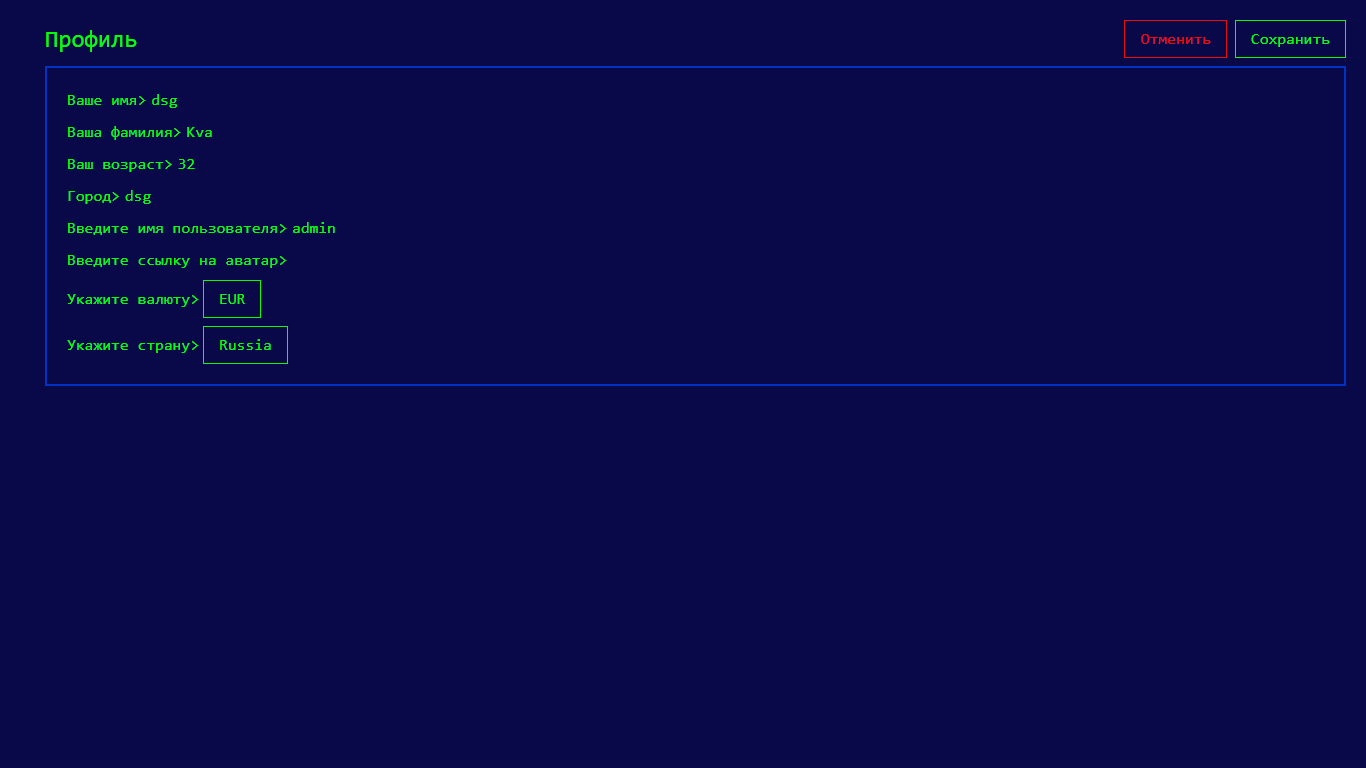 Профиль
Отменить
Сохранить
Ваше имя> dsg
Ваша фамилия> Kva
Ваш возраст> 32
Город> dsg
Введите имя пользователя> admin
Введите ссылку на аватар>
Укажите валюту> EUR
Укажите страну> Russia